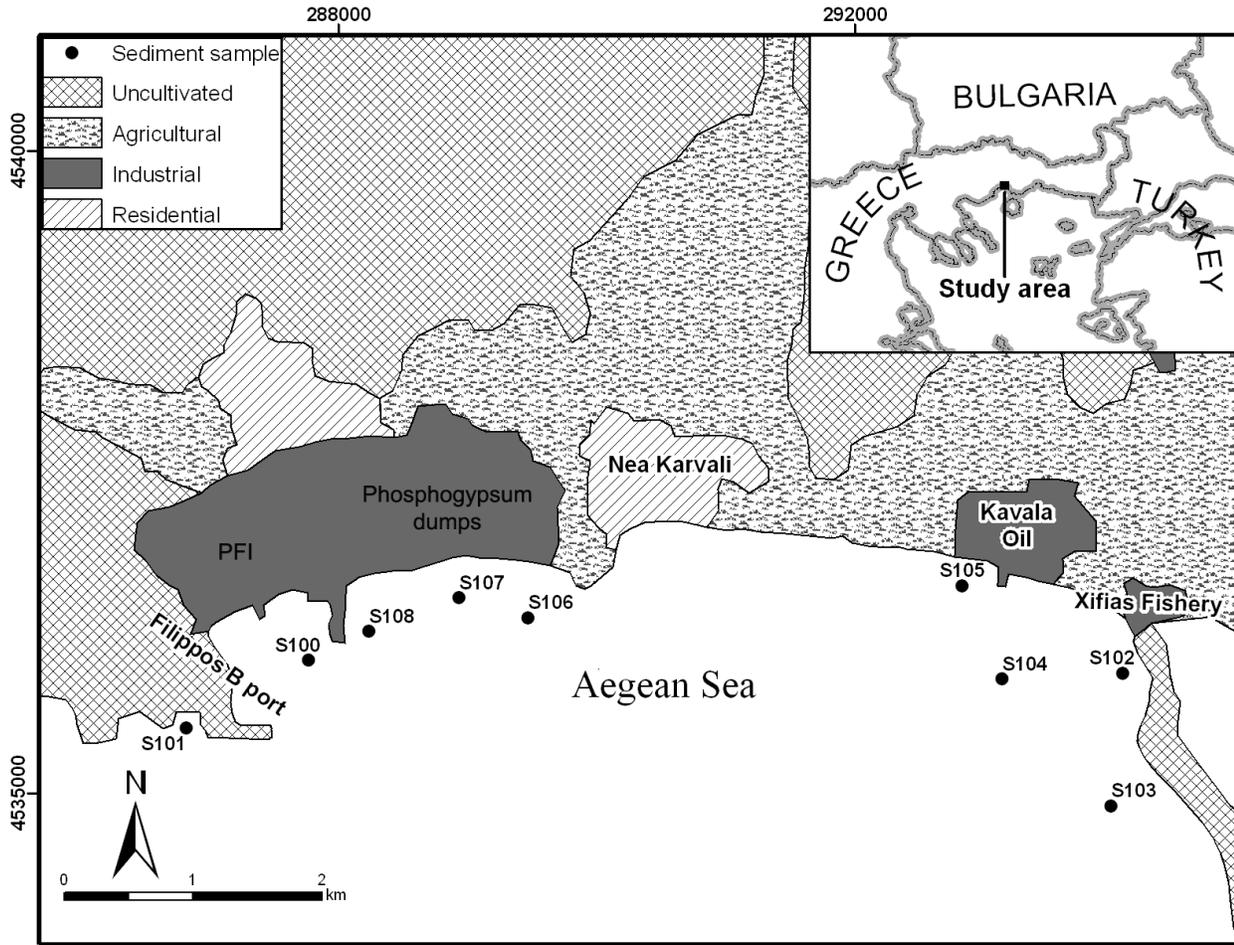 288000
292000
4540000
4535000
Sediment sample
Uncultivated
Agricultural
Industrial
Residential
BULGARIA
GREECE
TURKEY
Study area
Nea Karvali
Phosphogypsum
dumps
PFI
Kavala
Oil
Xifias Fishery
Filippos B port
S107
S106
S108
S100
S101
S105
S104
S102
S103
Aegean Sea
N
0
1
2
km